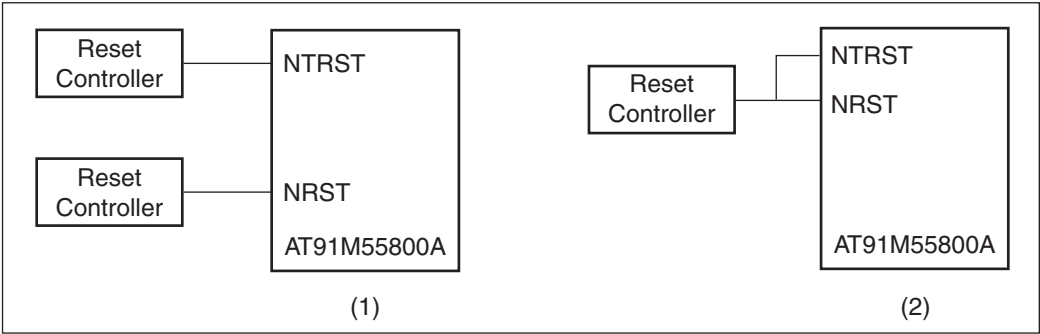 Reset
Controller
NTRST
Reset
Controller
NRST
AT91M55800A
(1)
Reset
Controller
NTRST
NRST
AT91M55800A
(2)